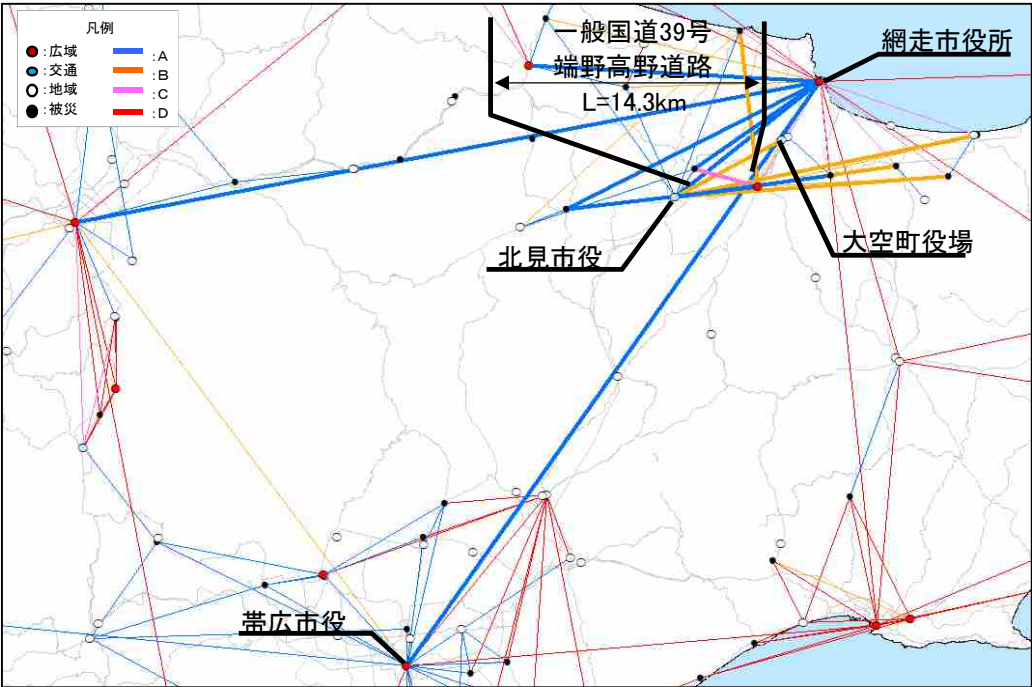 凡例
●:広域
●:交通
○:地域
●:被災
:A
:B
:C
:D
一般国道39号
端野高野道路
L=14.3km
網走市役所
大空町役場
北見市役
帯広市役